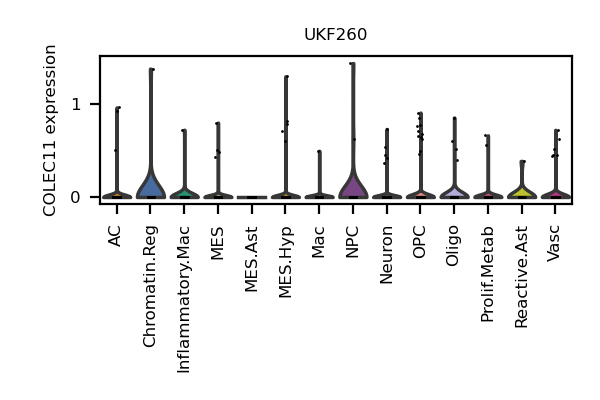 UKF260
COLEC11 expression
1
0
AC
Chromatin.Reg
Inflammatory.Mac
MES
MES.Ast
MES.Hyp
Mac
NPC
Neuron
OPC
Oligo
Prolif.Metab
Reactive.Ast
Vasc